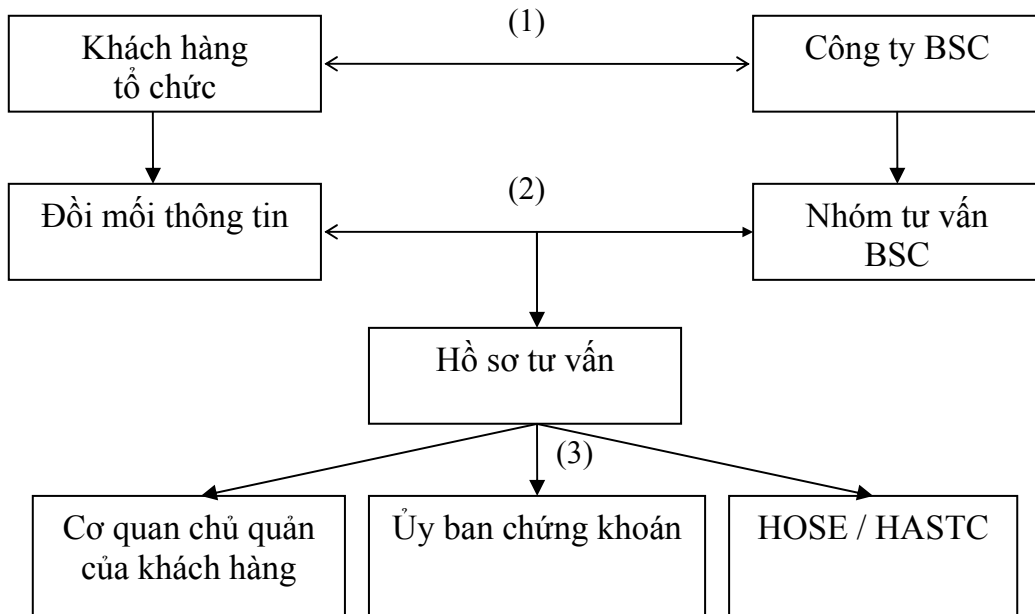 Khách hàng
tổ chức
(1)
Công ty BSC
Đồi mối thông tin
(2)
Nhóm tư vấn
BSC
Hồ sơ tư vấn
(3)
Cơ quan chủ quản
của khách hàng
Ủy ban chứng khoán
HOSE / HASTC